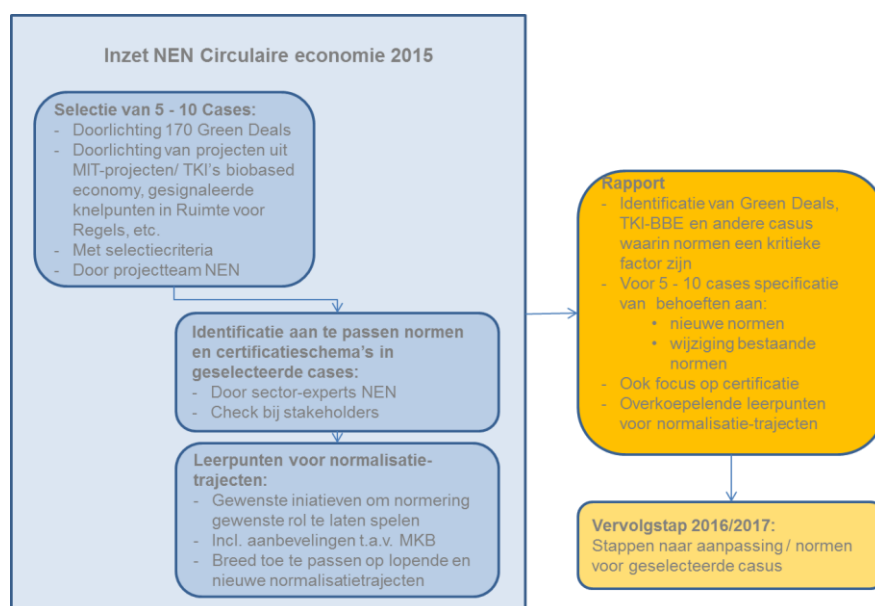 Inzet NEN Circulaire economie 2015
Selectie van 5 - 10 Cases:
- Doorlichting 170 Green Deals
- Doorlichting van projecten uit
MIT-projecten/ TKI's biobased
economy, gesignaleerde
knelpunten in Ruimte voor
Regels, etc.
- Met selectiecriteria
- Door projectteam NEN
Identificatie aan te passen normen
en certificatieschema's in
geselecteerde cases:
- Door sector-experts NEN
- Check bij stakeholders
Leerpunten voor normalisatie-
trajecten:
- Gewenste iniatieven om normering
gewenste rol te laten spelen
- Incl. aanbevelingen t.a.v. MKB
- Breed toe te passen op lopende en
nieuwe normalisatietrajecten
Rapport
- Identificatie van Green Deals,
TKI-BBE en andere casus
waarin normen een kritieke
factor zijn
- Voor 5 - 10 cases specificatie
van behoeften aan:
• nieuwe normen
• wijziging bestaande
normen
- Ook focus op certificatie
- Overkoepelende leerpunten
voor normalisatie-trajecten
Vervolgstap 2016/2017:
Stappen naar aanpassing / normen
voor geselecteerde casus